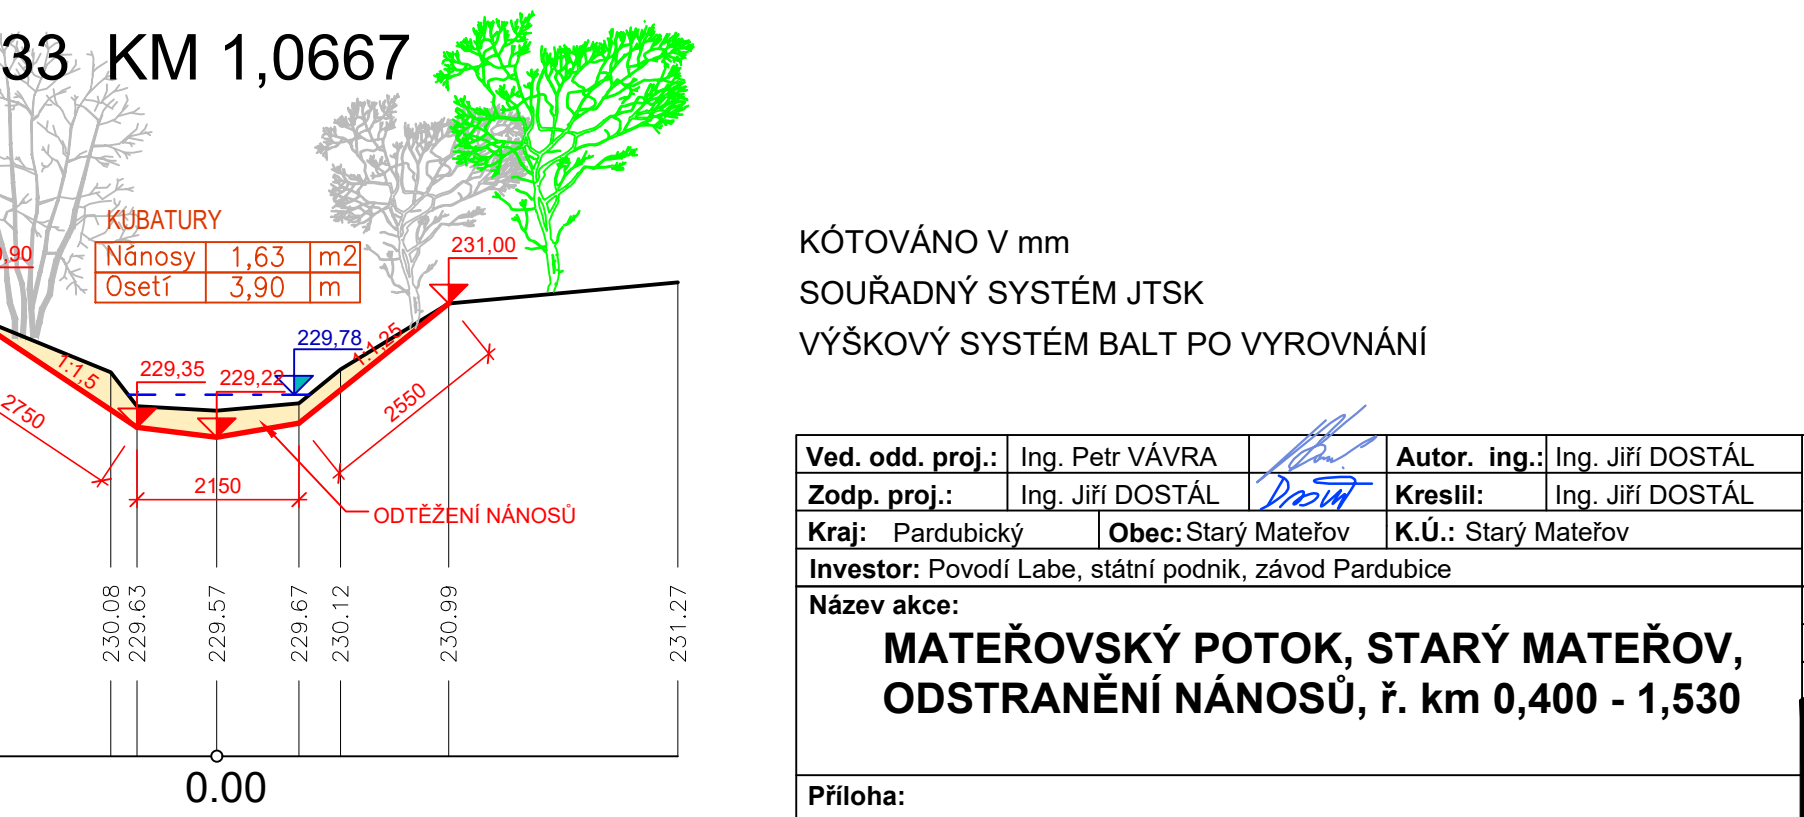 33 KM 1,0667
KUBATURY
Nánosy 1,63 m2
Osetí 3,90 m
231,00
229,78
229,35
229,22
1:1,5
1:1,25
2750
2550
2150
ODTĚŽENÍ NÁNOSŮ
230.08
229.63
229.57
229.67
230.12
230.99
231.27
0.00
KÓTOVÁNO V mm
SOUŘADNÝ SYSTÉM JTSK
VÝŠKOVÝ SYSTÉM BALT PO VYROVNÁNÍ
Ved. odd. proj.: Ing. Petr VÁVRA Autor. ing.: Ing. Jiří DOSTÁL
Zodp. proj.: Ing. Jiří DOSTÁL Kreslil: Ing. Jiří DOSTÁL
Kraj: Pardubický Obec: Starý Mateřov K.Ú.: Starý Mateřov
Investor: Povodí Labe, státní podnik, závod Pardubice
Název akce:
MATEŘOVSKÝ POTOK, STARÝ MATEŘOV,
ODSTRANĚNÍ NÁNOSŮ, ř. km 0,400 - 1,530
Příloha: